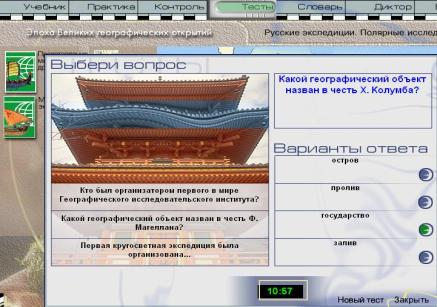 Учебник Практика Контроль Тесты Словарь Диктор
Эпоха Великих географических открытий
Русские экспедиции. Полярные исслед
Выбери вопрос
Какой географический объект
назван в честь Х. Колумба?
Варианты ответа
остров
пролив
государство
залив
Кто был организатором первого в мире
Географического исследовательского института?
Какой географический объект назван в честь Ф.
Магеллана?
Первая кругосветная экспедиция была
организована...
10:57
Новый тест Закрыть